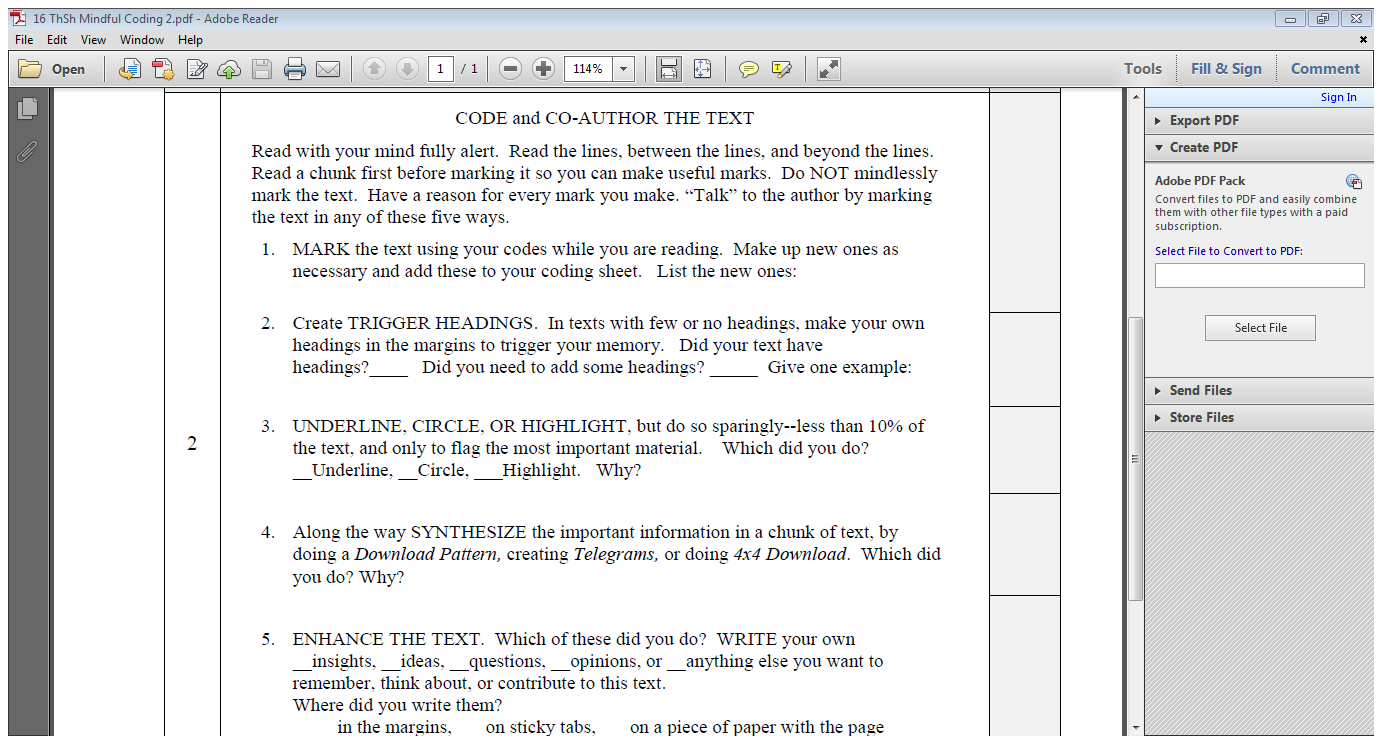 16 ThSh Mindful Coding 2.pdf - Adobe Reader
File Edit View Window Help
Open 1 / 1 114% Tools Fill & Sign Comment
CODE and CO-AUTHOR THE TEXT
Read with your mind fully alert. Read the lines, between the lines, and beyond the lines.
Read a chunk first before marking it so you can make useful marks. Do NOT mindlessly
mark the text. Have a reason for every mark you make. “Talk” to the author by marking
the text in any of these five ways.
1. MARK the text using your codes while you are reading. Make up new ones as
necessary and add these to your coding sheet. List the new ones:
2. Create TRIGGER HEADINGS. In texts with few or no headings, make your own
headings in the margins to trigger your memory. Did your text have
headings?____ Did you need to add some headings? _____ Give one example:
2
3. UNDERLINE, CIRCLE, OR HIGHLIGHT, but do so sparingly--less than 10% of
the text, and only to flag the most important material. Which did you do?
__Underline, __Circle, ___Highlight. Why?
4. Along the way SYNTHESIZE the important information in a chunk of text, by
doing a Download Pattern, creating Telegrams, or doing 4x4 Download. Which did
you do? Why?
5. ENHANCE THE TEXT. Which of these did you do? WRITE your own
__insights, __ideas, __questions, __opinions, or __anything else you want to
remember, think about, or contribute to this text.
Where did you write them?
in the margins, on sticky tabs, on a piece of paper with the page
Sign In
Export PDF
Create PDF
Adobe PDF Pack
Convert files to PDF and easily combine
them with other file types with a paid
subscription.
Select File to Convert to PDF:
Select File
Send Files
Store Files